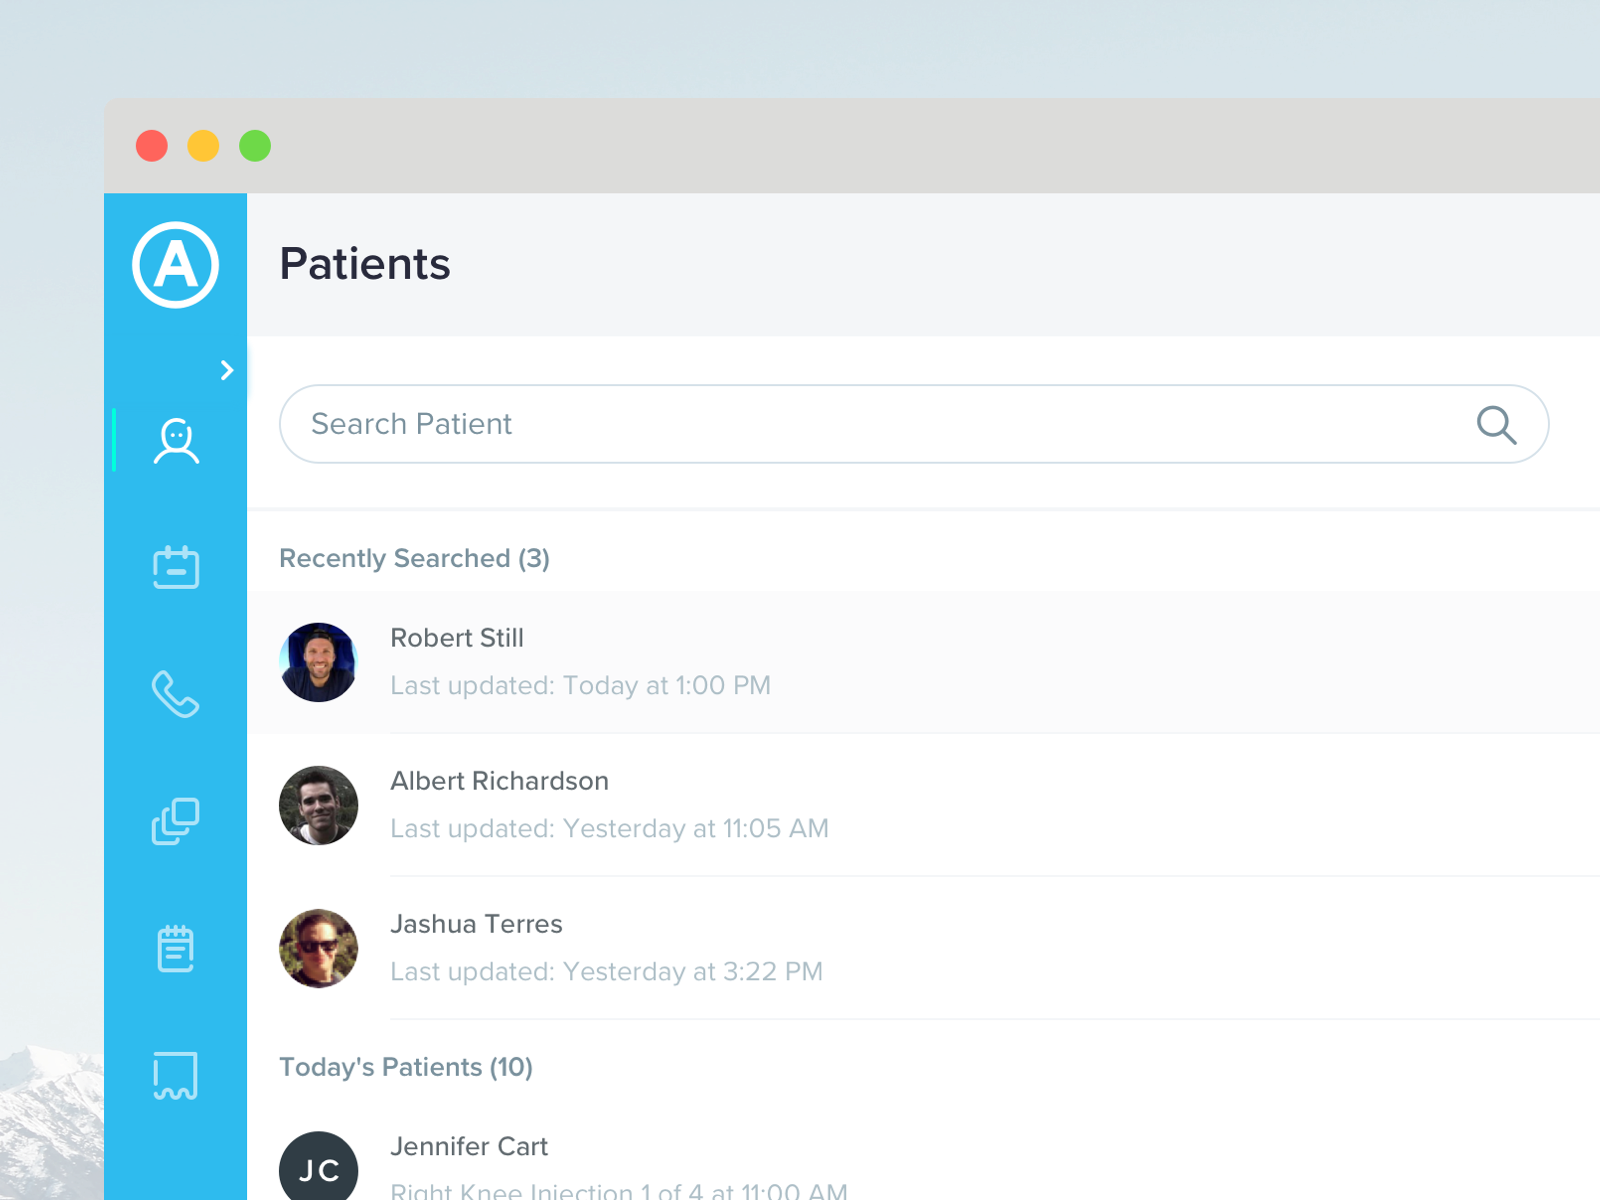 A
Patients
Search Patient
Recently Searched (3)
Robert Still
Last updated: Today at 1:00 PM
Albert Richardson
Last updated: Yesterday at 11:05 AM
Jashua Terres
Last updated: Yesterday at 3:22 PM
Today's Patients (10)
JC
Jennifer Cart
Right Knee Injection 1 of 4 at 11:00 AM